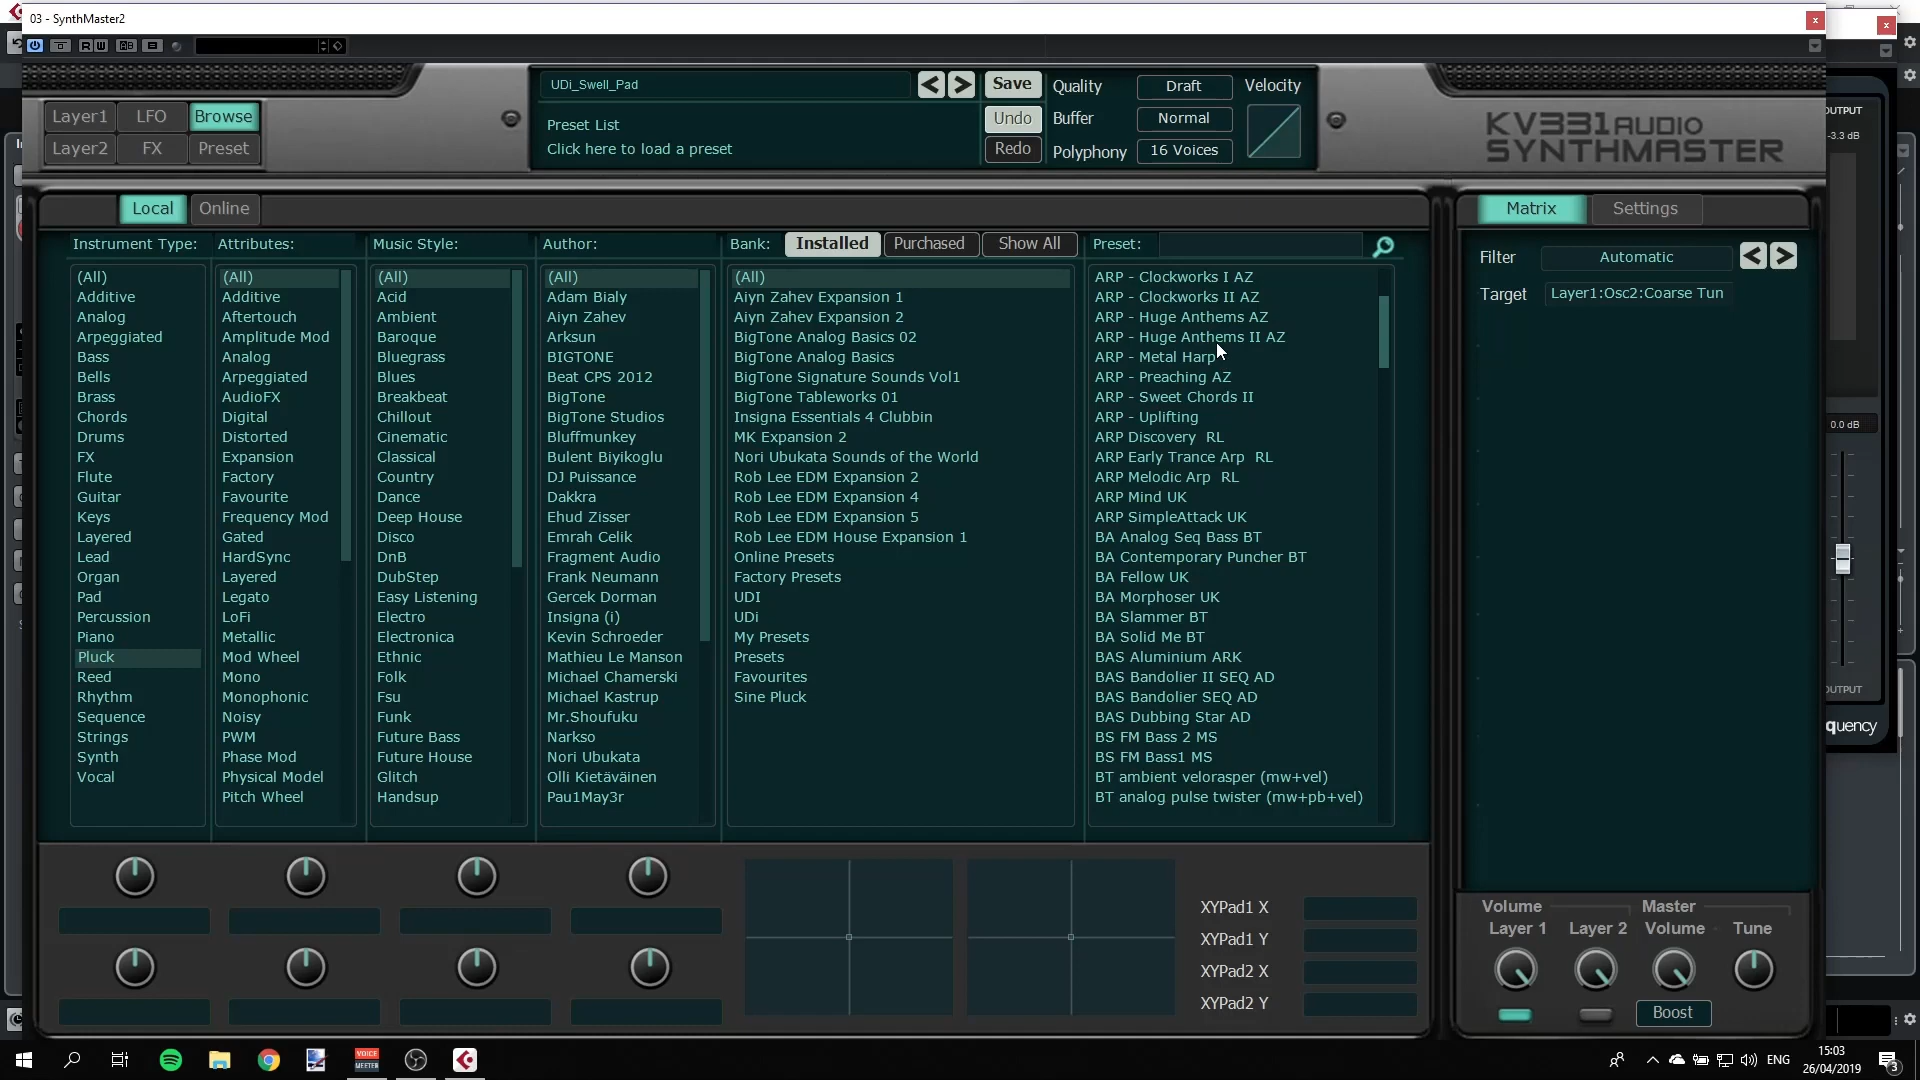 03 - SynthMaster2
R W
AB
UDi_Swell_Pad
Save
Preset List
Click here to load a preset
Undo
Redo
Quality
Draft
Velocity
Buffer
Normal
Polyphony
16 Voices
KV331 AUDIO
SYNTHMASTER
Layer1
LFO
Browse
Layer2
FX
Preset
Local
Online
Matrix
Settings
Instrument Type:
(All)
Additive
Analog
Arpeggiated
Bass
Bells
Brass
Chords
Drums
FX
Flute
Guitar
Keys
Layered
Lead
Organ
Pad
Percussion
Piano
Pluck
Reed
Rhythm
Sequence
Strings
Synth
Vocal
Attributes:
(All)
Additive
Aftertouch
Amplitude Mod
Analog
Arpeggiated
AudioFX
Digital
Distorted
Expansion
Factory
Favourite
Frequency Mod
Gated
HardSync
Layered
Legato
LoFi
Metallic
Mod Wheel
Mono
Monophonic
Noisy
PWM
Phase Mod
Physical Model
Pitch Wheel
Music Style:
(All)
Acid
Ambient
Baroque
Bluegrass
Blues
Breakbeat
Chillout
Cinematic
Classical
Country
Dance
Deep House
Disco
DnB
DubStep
Easy Listening
Electro
Electronica
Ethnic
Folk
Fsu
Funk
Future Bass
Future House
Glitch
Handsup
Author:
(All)
Adam Bialy
Aiyn Zahev
Arksun
BIGTONE
Beat CPS 2012
BigTone
BigTone Studios
Bluffmunkey
Bulent Biyikoglu
DJ Puissance
Dakkra
Ehud Zisser
Emrah Celik
Fragment Audio
Frank Neumann
Gercek Dorman
Insigna (i)
Kevin Schroeder
Mathieu Le Manson
Michael Chamerski
Michael Kastrup
Mr.Shoufuku
Narkso
Nori Ubukata
Olli Kietäväinen
Pau1May3r
Bank:
Installed
Purchased
Show All
(All)
Aiyn Zahev Expansion 1
Aiyn Zahev Expansion 2
BigTone Analog Basics 02
BigTone Analog Basics
BigTone Signature Sounds Vol1
BigTone Tableworks 01
Insigna Essentials 4 Clubbin
MK Expansion 2
Nori Ubukata Sounds of the World
Rob Lee EDM Expansion 2
Rob Lee EDM Expansion 4
Rob Lee EDM Expansion 5
Rob Lee EDM House Expansion 1
Online Presets
Factory Presets
UDI
UDi
My Presets
Presets
Favourites
Sine Pluck
Preset:
ARP - Clockworks I AZ
ARP - Clockworks II AZ
ARP - Huge Anthems AZ
ARP - Huge Anthems II AZ
ARP - Metal Harp
ARP - Preaching AZ
ARP - Sweet Chords II
ARP - Uplifting
ARP Discovery RL
ARP Early Trance Arp RL
ARP Melodic Arp RL
ARP Mind UK
ARP SimpleAttack UK
BA Analog Seq Bass BT
BA Contemporary Puncher BT
BA Fellow UK
BA Morphoser UK
BA Slammer BT
BA Solid Me BT
BAS Aluminium ARK
BAS Bandolier II SEQ AD
BAS Bandolier SEQ AD
BAS Dubbing Star AD
BS FM Bass 2 MS
BS FM Bass1 MS
BT ambient velorasper (mw+vel)
BT analog pulse twister (mw+pb+vel)
Filter
Automatic
Target
Layer1:Osc2:Coarse Tun
XYPad1 X
XYPad1 Y
XYPad2 X
XYPad2 Y
Volume
Master
Layer 1
Layer 2
Volume
Tune
Boost
OUTPUT
-3.3 dB
0.0 dB
OUTPUT
quency
VOICE
MEETER
ENG
15:03
26/04/2019
3